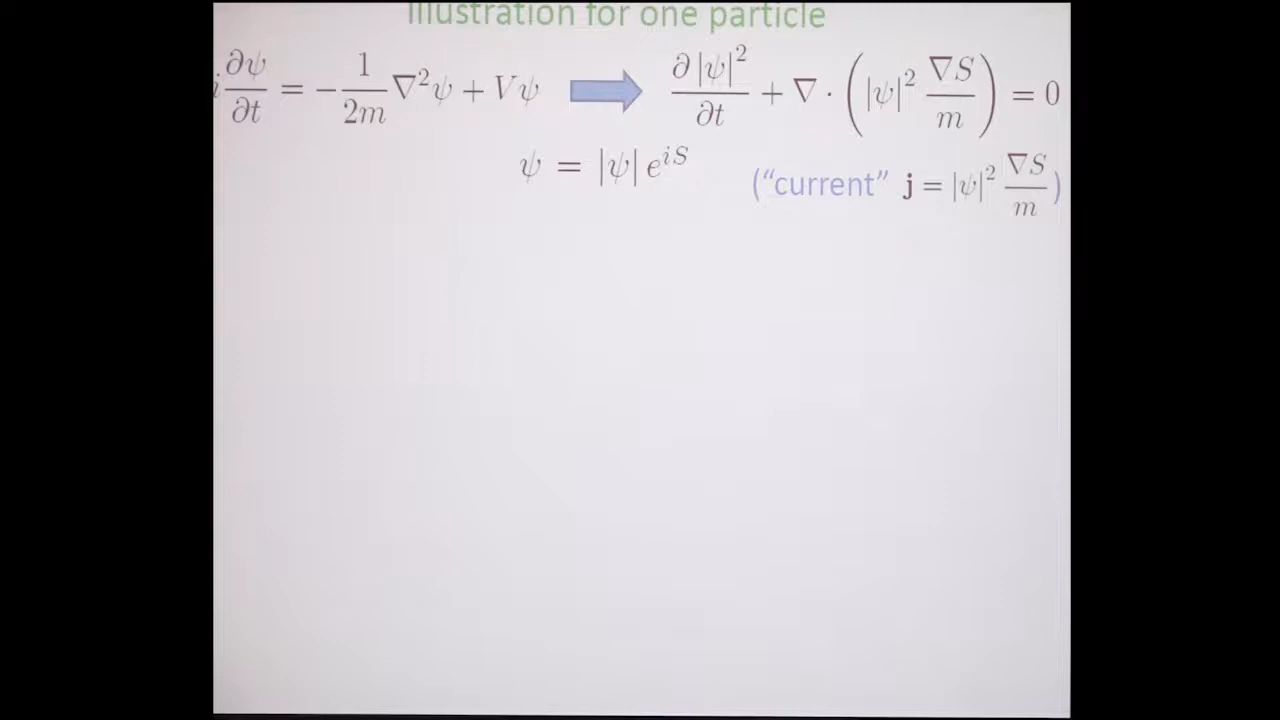 Illustration for one particle
i ∂ψ/∂t = − 1/2m ∇²ψ + Vψ ∂|ψ|²/∂t + ∇ · (|ψ|² ∇S/m) = 0
ψ = |ψ| e^{iS}
("current" j = |ψ|² ∇S/m)